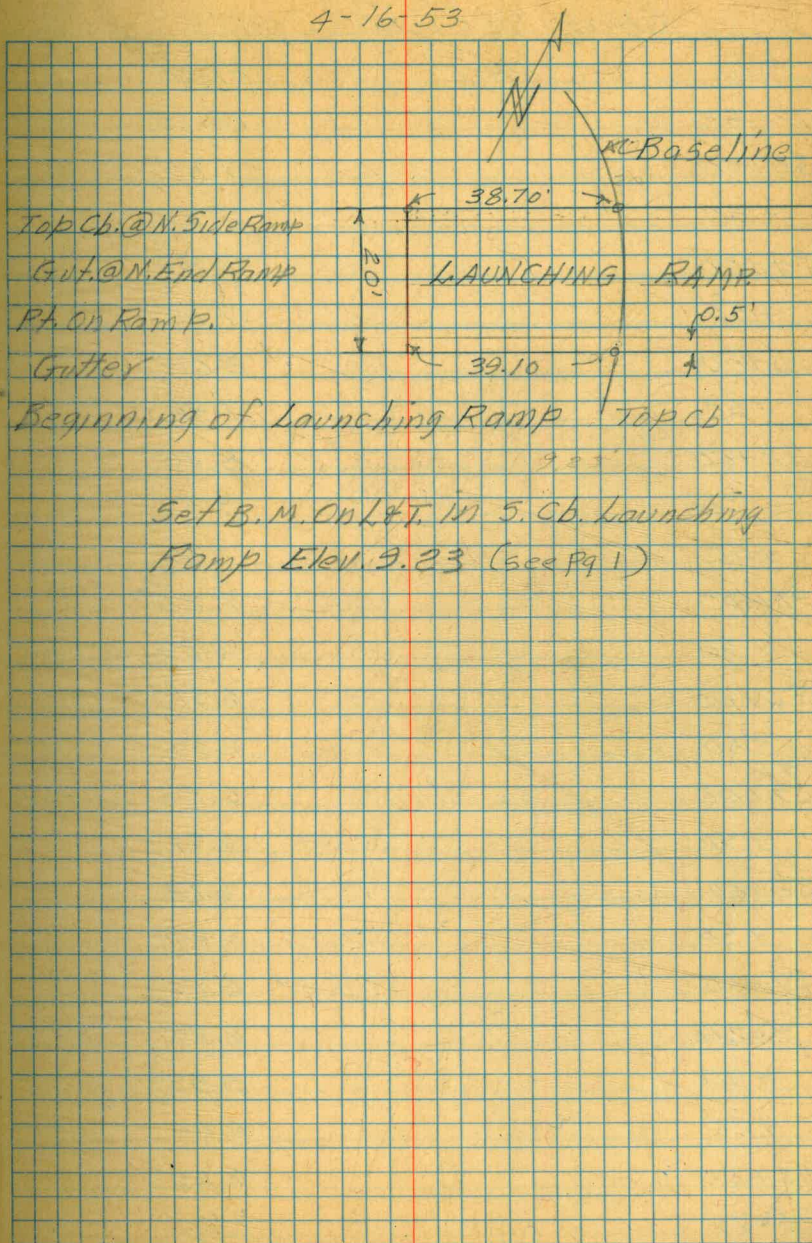 4-16-53
N
Baseline
38.70'
Top Cb. @ N. Side Ramp
Gut. @ N. End Ramp
20'
LAUNCHING RAMP
Pt. On Ramp.
0.5'
Gutter
39.10
Beginning of Launching Ramp Top Cb
Set B.M. On L&T. in S. Cb. Launching
Ramp Elev. 9.23 (see pg 1)